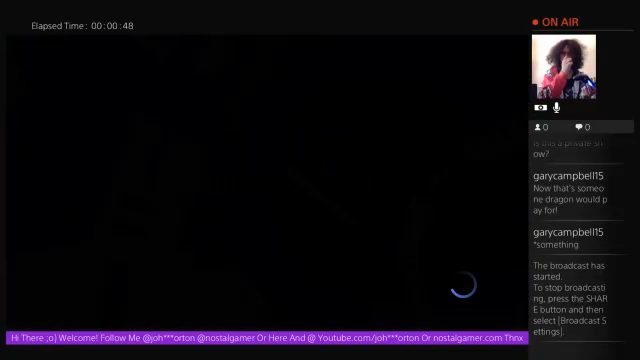 Elapsed Time : 00:00:48
ON AIR
0 0
is this a private sh
ow?
garycampbell15
Now that's someo
ne dragon would p
ay for!
garycampbell15
*something
The broadcast has
started.
To stop broadcasti
ng, press the SHAR
E button and then
select [Broadcast S
ettings].
Hi There ;o) Welcome! Follow Me @joh***orton @nostalgamer Or Here And @ Youtube.com/joh***orton Or nostalgamer.com Thnx